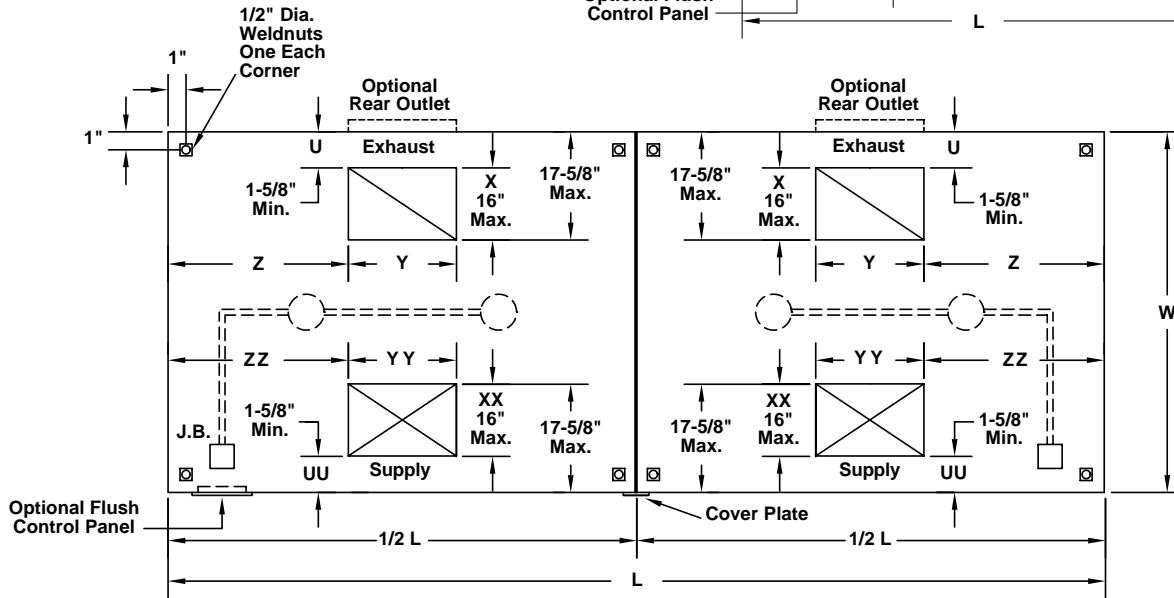 1/2" Dia.
Weldnuts
One Each
Corner
Control Panel
L
1"
1"
Optional
Rear Outlet
Optional
Rear Outlet
U
Exhaust
X
16"
Max.
17-5/8"
Max.
1-5/8"
Min.
17-5/8"
Max.
X
16"
Max.
Exhaust
U
1-5/8"
Min.
Z
Y
Y
Z
W
ZZ
YY
YY
ZZ
1-5/8"
Min.
XX
16"
Max.
17-5/8"
Max.
17-5/8"
Max.
XX
16"
Max.
1-5/8"
Min.
J.B.
UU
Supply
Supply
UU
Optional Flush
Control Panel
Cover Plate
1/2 L
1/2 L
L